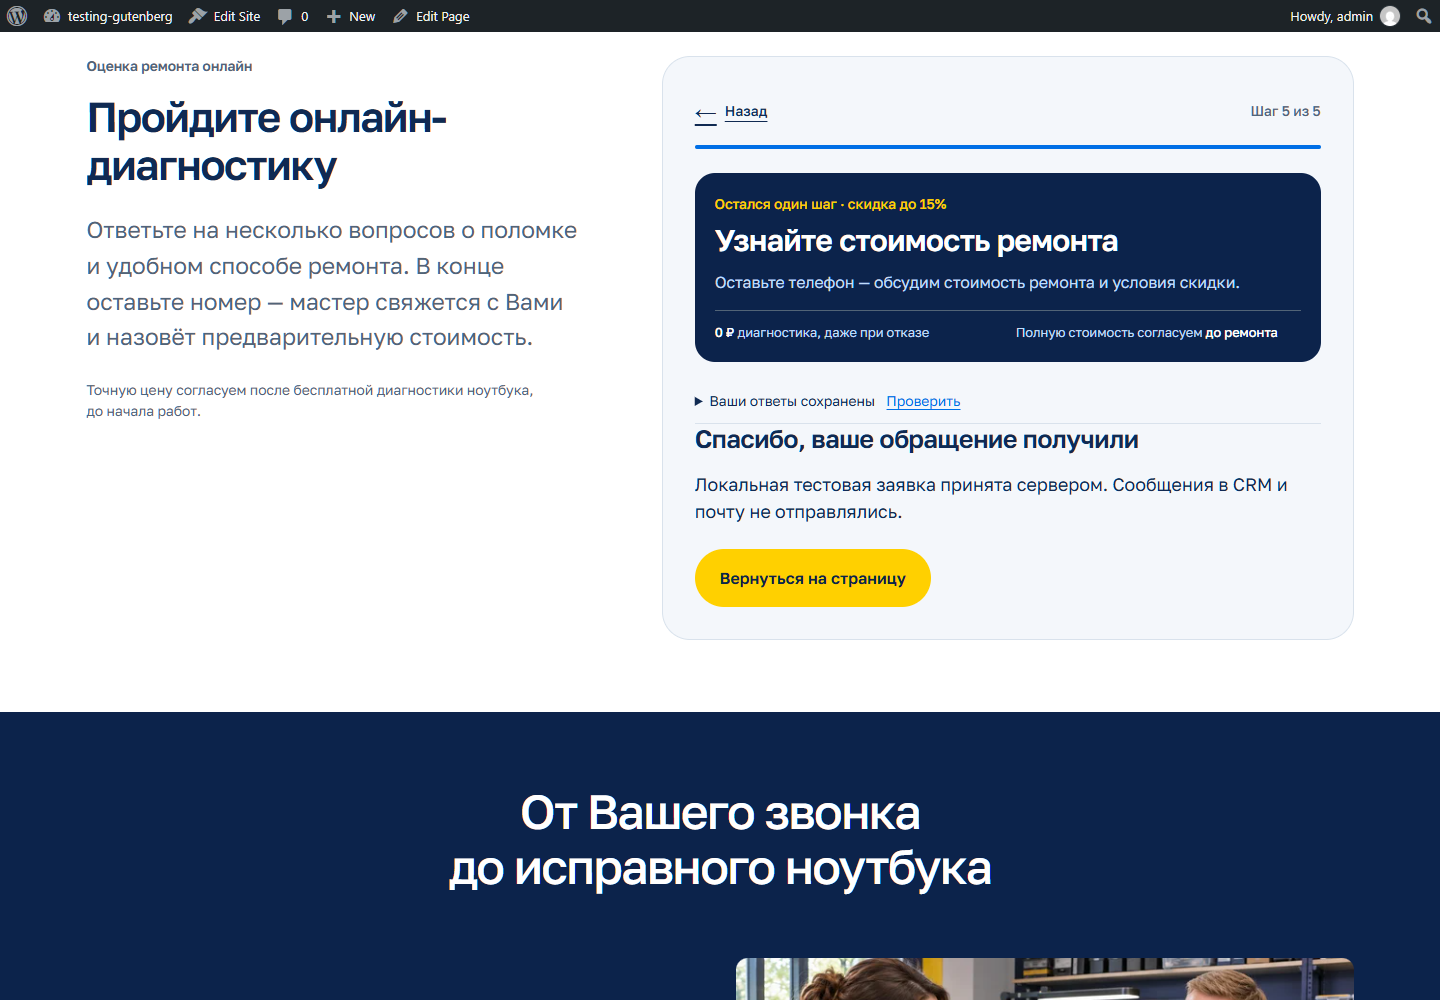 testing-gutenberg
Edit Site
0
New
Edit Page
Howdy, admin
Оценка ремонта онлайн
Пройдите онлайн-
диагностику
Ответьте на несколько вопросов о поломке
и удобном способе ремонта. В конце
оставьте номер — мастер свяжется с Вами
и назовёт предварительную стоимость.
Точную цену согласуем после бесплатной диагностики ноутбука,
до начала работ.
← Назад
Шаг 5 из 5
Остался один шаг · скидка до 15%
Узнайте стоимость ремонта
Оставьте телефон — обсудим стоимость ремонта и условия скидки.
0 ₽ диагностика, даже при отказе
Полную стоимость согласуем до ремонта
Ваши ответы сохранены Проверить
Спасибо, ваше обращение получили
Локальная тестовая заявка принята сервером. Сообщения в CRM и
почту не отправлялись.
Вернуться на страницу
От Вашего звонка
до исправного ноутбука